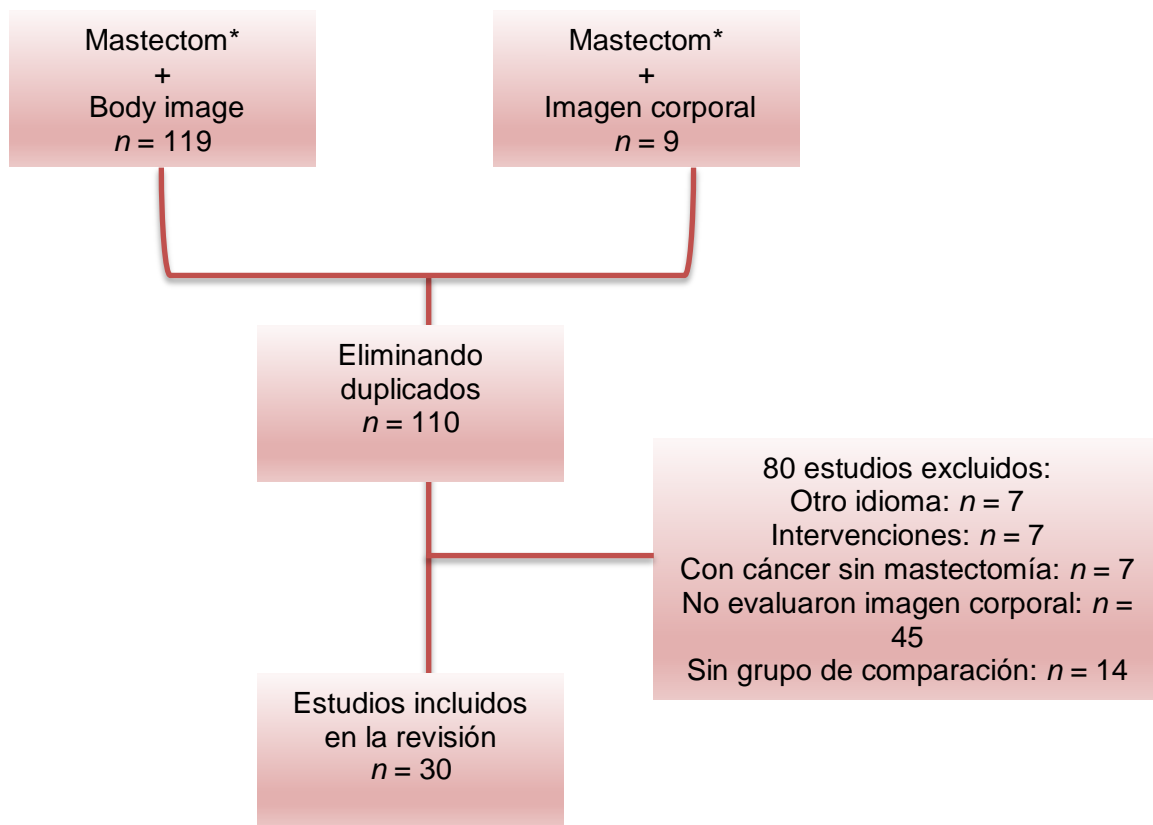 Mastectom*
+
Body image
n = 119
Mastectom*
+
Imagen corporal
n = 9
Eliminando
duplicados
n = 110
80 estudios excluidos:
Otro idioma: n = 7
Intervenciones: n = 7
Con cáncer sin mastectomía: n = 7
No evaluaron imagen corporal: n =
45
Sin grupo de comparación: n = 14
Estudios incluidos
en la revisión
n = 30